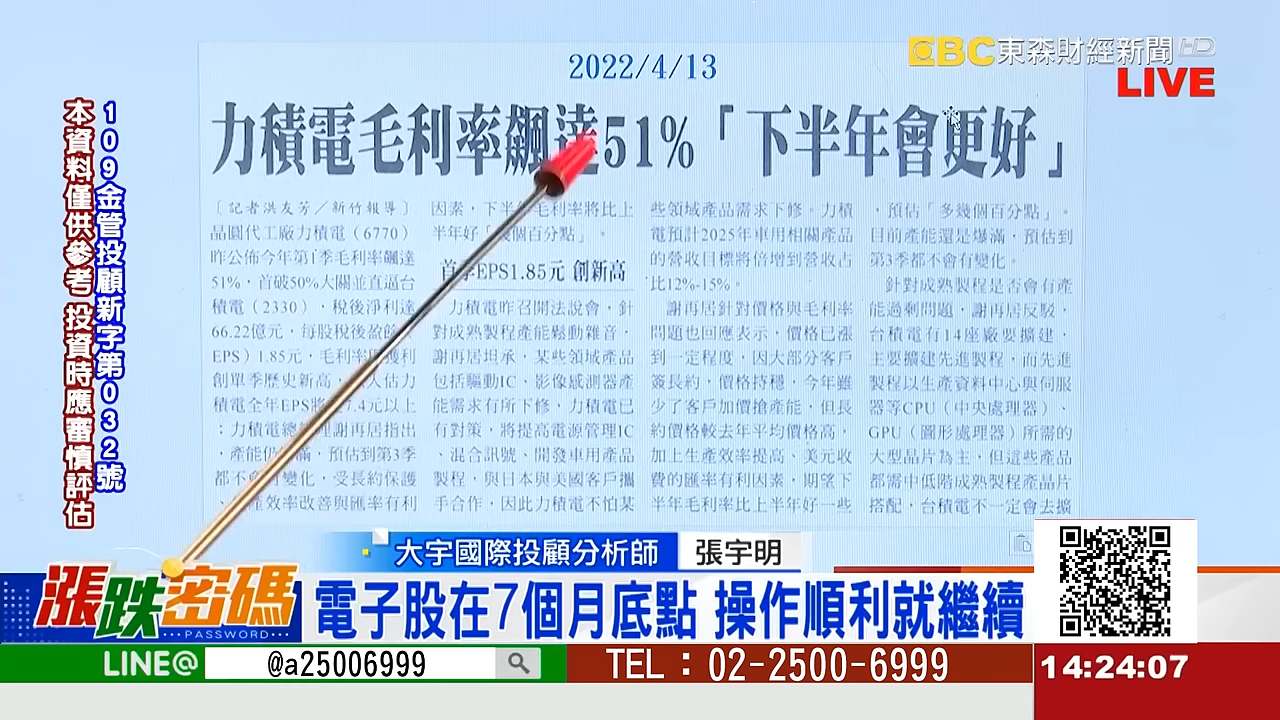 EBC 東森財經新聞 HD
LIVE
2022/4/13
力積電毛利率飆達51%「下半年會更好」
109金管投顧新字第032號
本資料僅供參考 投資時應審慎評估
〔記者洪友芳/新竹報導〕
晶圓代工廠力積電(6770)
昨公佈今年第1季毛利率飆達
51%,首破50%大關並直逼台
積電(2330),稅後淨利達
66.22億元,每股稅後盈餘
EPS)1.85元,毛利率
獲利
創單季歷史新高,
人估力
積電全年EPS將
7.4元以上
;力積電總
理謝再居指出
,產能仍
滿,預估到第3季
都不會
變化,受長約保護
產效率改善與匯率有利
因素,下半
毛利率將比上
半年好「
幾個百分點」。
首季EPS1.85元 創新高
力積電昨召開法說會,針
對成熟製程產能鬆動雜音,
謝再居坦承,某些領域產品
包括驅動IC、影像感測器產
能需求有所下修,力積電已
有對策,將提高電源管理IC
、混合訊號、開發車用產品
製程,與日本與美國客戶攜
手合作,因此力積電不怕某
些領域產品需求下修。力積
電預計2025年車用相關產品
的營收目標將倍增到營收占
比12%-15%。
謝再居針對價格與毛利率
問題也回應表示,價格已漲
到一定程度,因大部分客戶
簽長約,價格持穩,今年雖
少了客戶加價搶產能,但長
約價格較去年平均價格高,
加上生產效率提高、美元收
費的匯率有利因素,期望下
半年毛利率比上半年好一些
,預估「多幾個百分點」。
目前產能還是爆滿,預估到
第3季都不會有變化。
針對成熟製程是否會有產
能過剩問題,謝再居反駁,
台積電有14座廠要擴建,
主要擴建先進製程,而先進
製程以生產資料中心與伺服
器等CPU(中央處理器)、
GPU(圖形處理器)所需的
大型晶片為主,但這些產品
都需中低階成熟製程產品片
搭配,台積電不一定會去擴
大宇國際投顧分析師 張宇明
漲跌密碼
PASSWORD
電子股在7個月底點 操作順利就繼續
LINE@ @a25006999 TEL:02-2500-6999 14:24:07